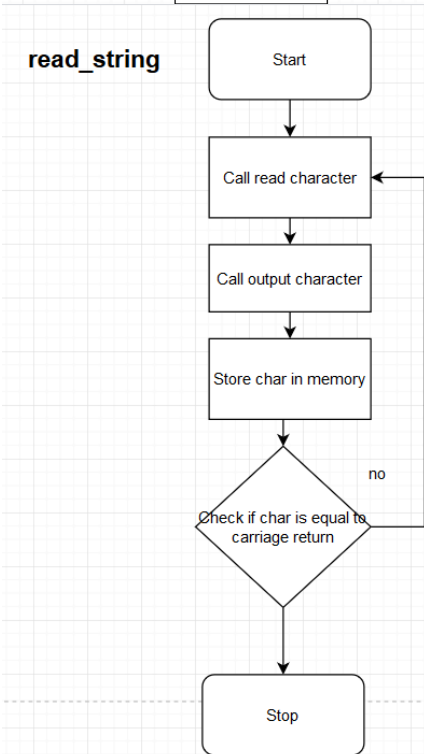 read_string
Start
Call read character
Call output character
Store char in memory
no
Check if char is equal to
carriage return
Stop